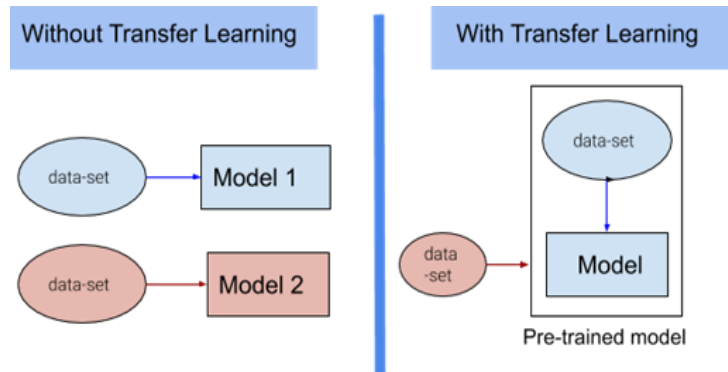 Without Transfer Learning
data-set
Model 1
data-set
Model 2
With Transfer Learning
data-set
data
-set
Model
Pre-trained model